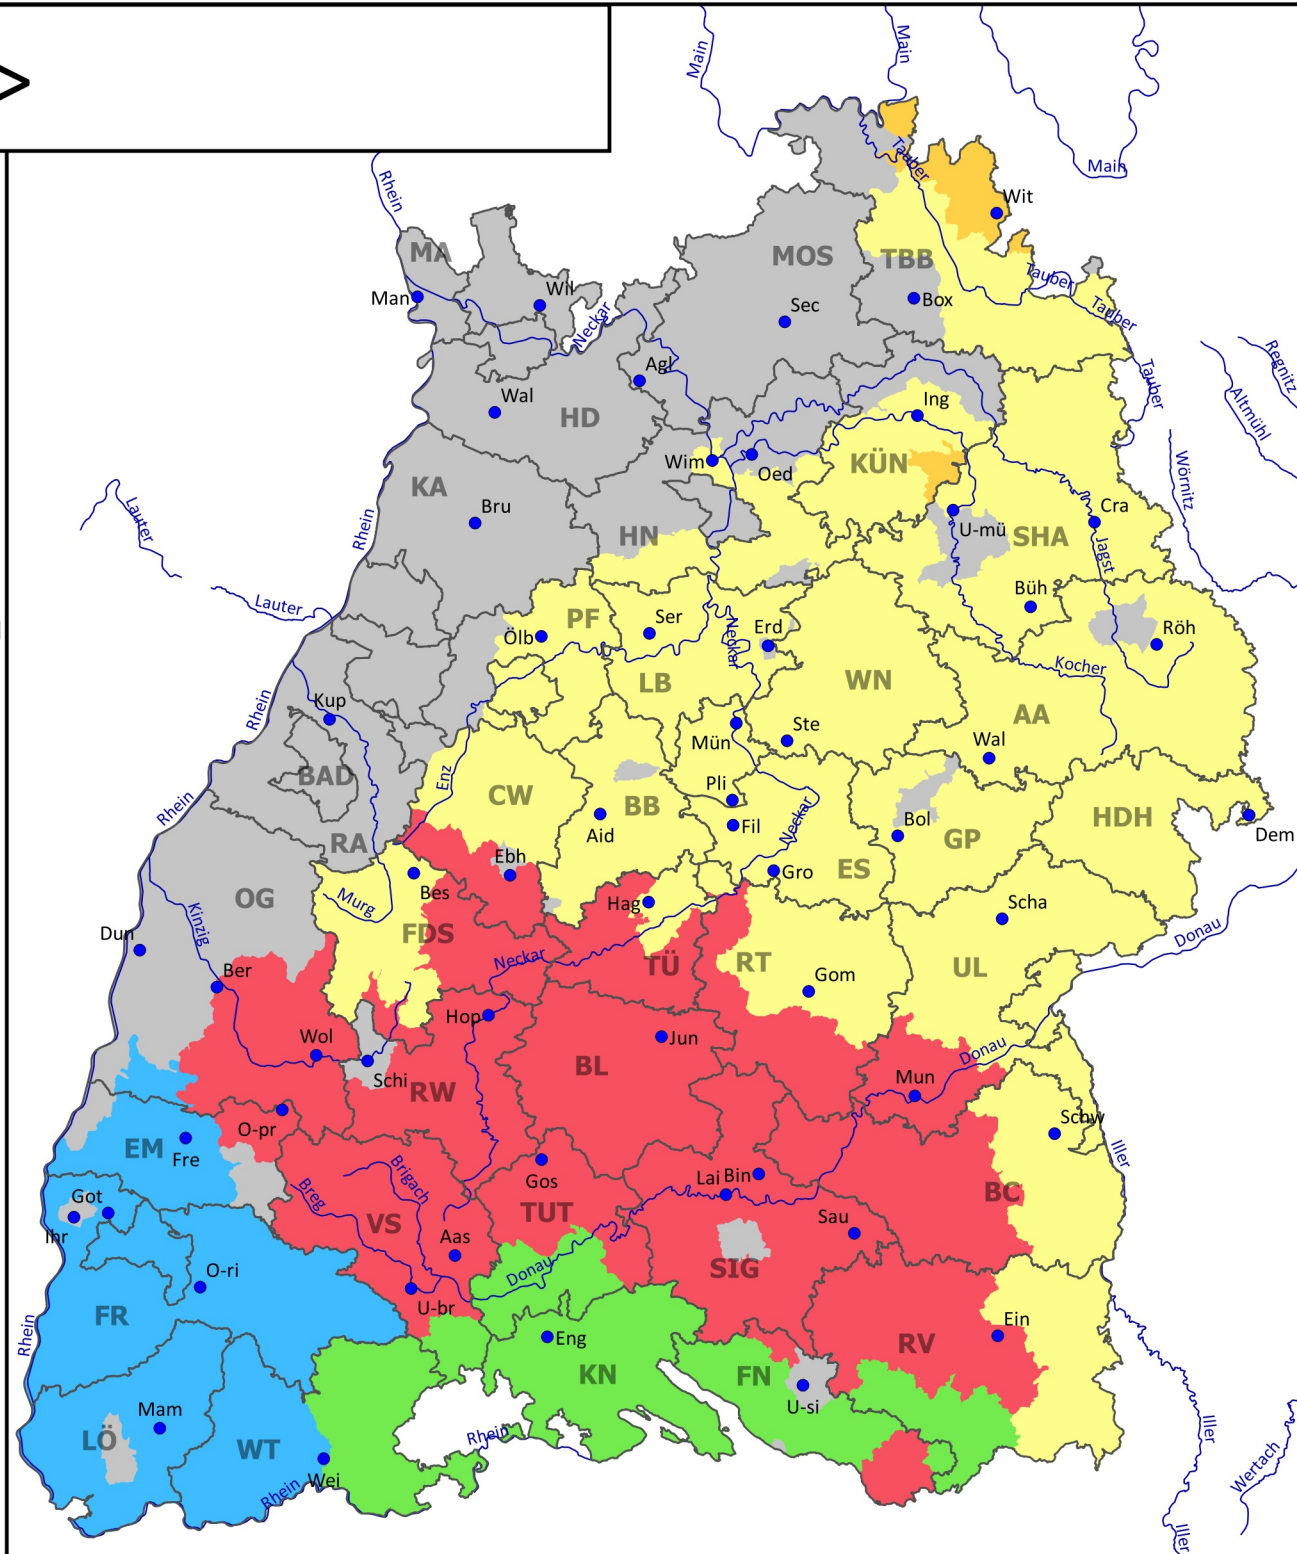 >
Main
Main
Main
Rhein
Tauber
Wit
MA
MOS
TBB
Tauber
Man
Wil
Neckar
Sec
Box
Tauber
Regnitz
Agl
Tauber
Wal
HD
Ing
Altmühl
Wim
Oed
KÜN
KA
Wörnitz
Bru
Lauter
Rhein
HN
U-mü
SHA
Cra
Jagst
Lauter
PF
Ser
Erd
Büh
Röh
Ölb
Neckar
Kocher
LB
WN
Rhein
Kup
AA
Mün
Ste
Wal
BAD
Enz
CW
BB
Pli
Rhein
Aid
Fil
Neckar
Bol
GP
HDH
Dem
RA
Ebh
ES
Gro
OG
Murg
Bes
Hag
Scha
Kinzig
Dun
FDS
Neckar
TÜ
RT
UL
Donau
Ber
Gom
Hop
Wol
Jun
Schi
RW
BL
Donau
Mun
O-pr
Schw
EM
Fre
Iller
Brigach
Gos
Lai
Bin
Breg
BC
Got
Ihr
VS
TUT
Sau
Aas
O-ri
Donau
SIG
FR
U-br
Rhein
Eng
KN
FN
RV
Ein
U-si
Mam
LÖ
WT
Rhein
Iller
Wei
Rhein
Wertach
Iller